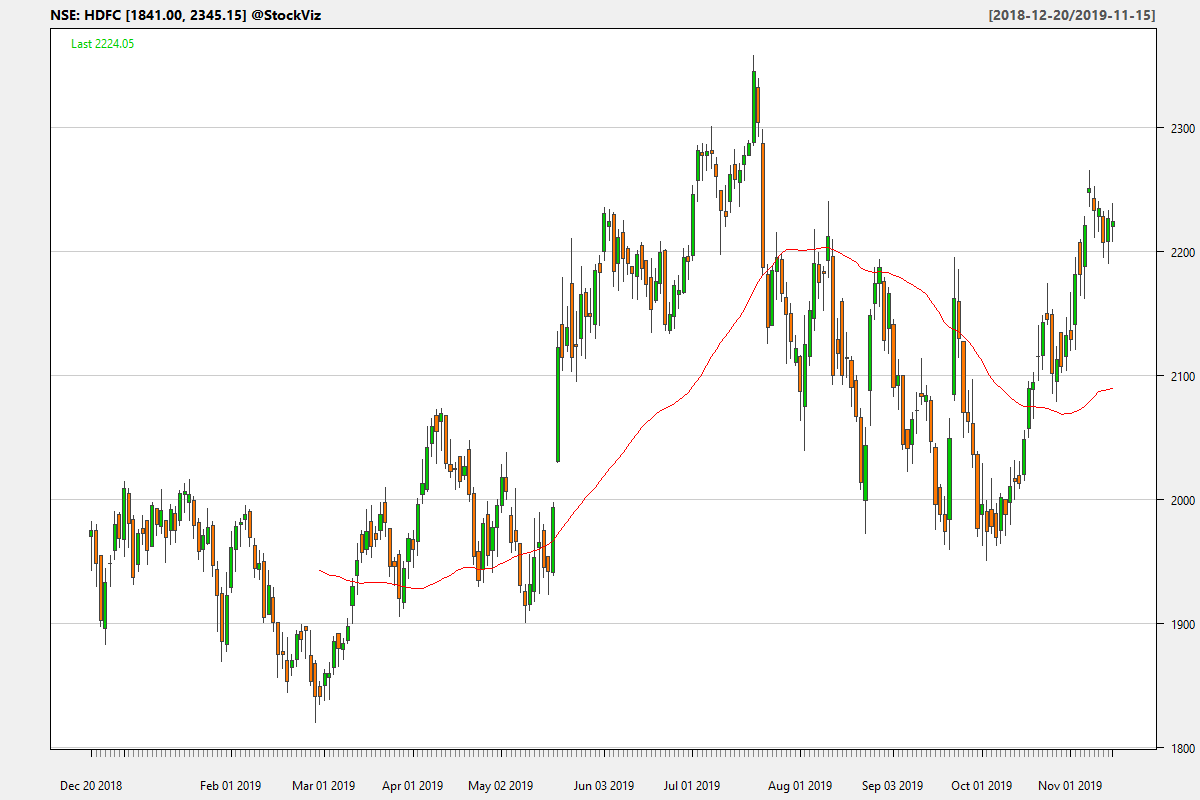 NSE: HDFC [1841.00, 2345.15] @StockViz [2018-12-20/2019-11-15]
Last 2224.05
2300
2200
2100
2000
1900
1800
Dec 20 2018 Feb 01 2019 Mar 01 2019 Apr 01 2019 May 02 2019 Jun 03 2019 Jul 01 2019 Aug 01 2019 Sep 03 2019 Oct 01 2019 Nov 01 2019